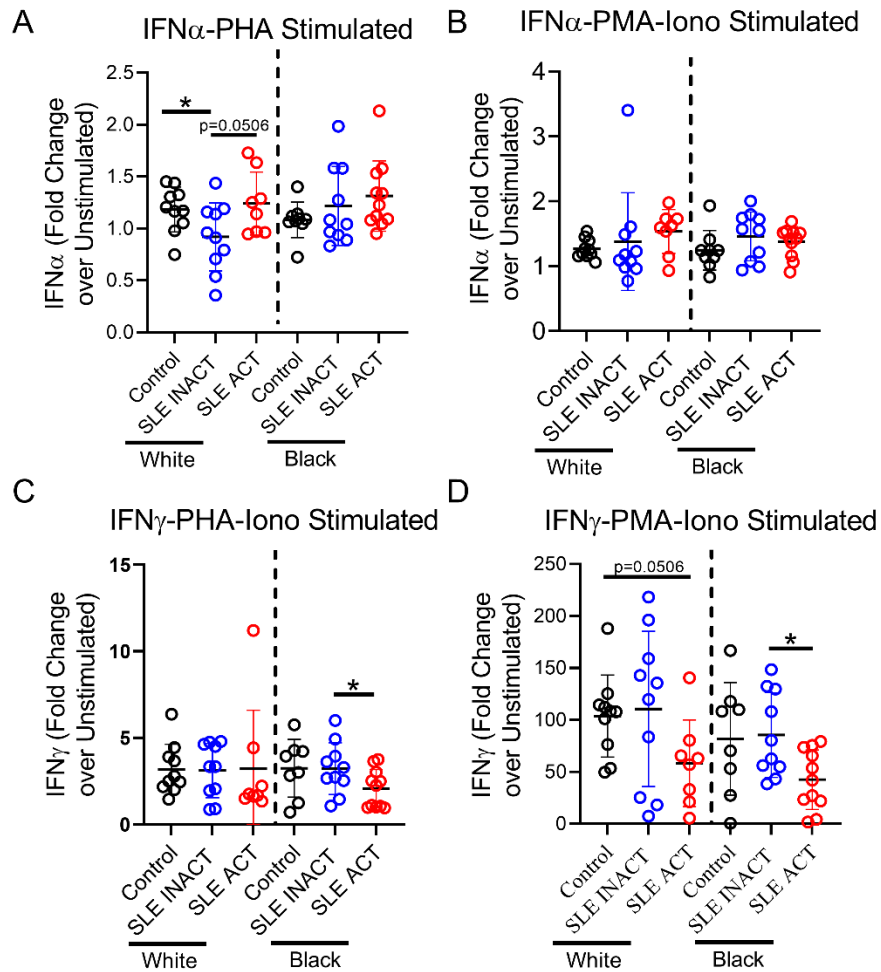 A
IFNα-PHA Stimulated
IFNα (Fold Change
over Unstimulated)
2.5
2.0
1.5
1.0
0.5
0.0
*
p=0.0506
Control
SLE INACT
SLE ACT
Control
SLE INACT
SLE ACT
White
Black
B
IFNα-PMA-Iono Stimulated
IFNα (Fold Change
over Unstimulated)
4
3
2
1
0
Control
SLE INACT
SLE ACT
Control
SLE INACT
SLE ACT
White
Black
C
IFNγ-PHA-Iono Stimulated
IFNγ (Fold Change
over Unstimulated)
15
10
5
0
*
Control
SLE INACT
SLE ACT
Control
SLE INACT
SLE ACT
White
Black
D
IFNγ-PMA-Iono Stimulated
IFNγ (Fold Change
over Unstimulated)
250
200
150
100
50
0
p=0.0506
*
Control
SLE INACT
SLE ACT
Control
SLE INACT
SLE ACT
White
Black